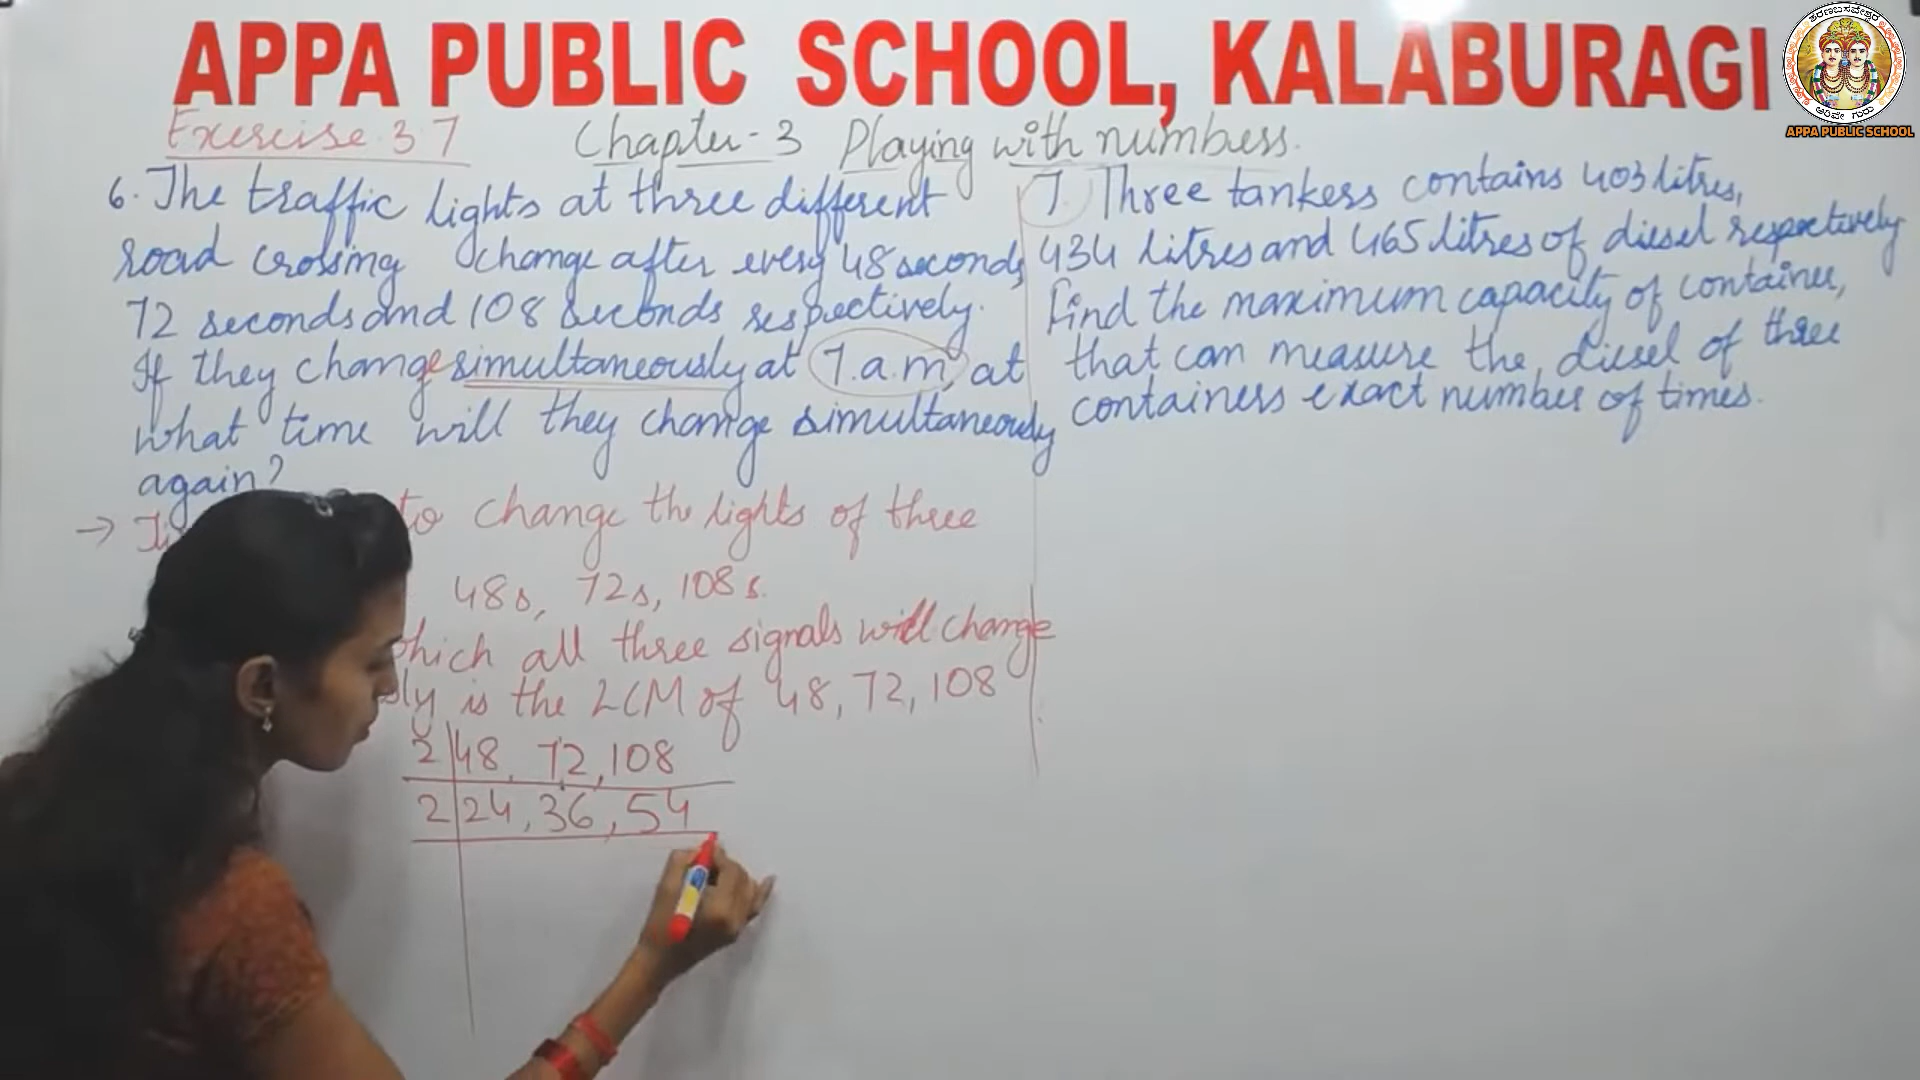 APPA PUBLIC SCHOOL, KALABURAGI
APPA PUBLIC SCHOOL
Exercise 3.7 Chapter-3 Playing with numbers.
6. The traffic lights at three different
road crossing change after every 48 seconds,
72 seconds and 108 seconds respectively.
If they change simultaneously at 7.a.m, at
what time will they change simultaneously
again?
7. Three tankers contains 403 litres,
434 litres and 465 litres of diesel respectively
Find the maximum capacity of container,
that can measure the diesel of three
containers exact number of times.
→ to change the lights of three
48s, 72s, 108s.
which all three signals will change
is the LCM of 48, 72, 108
2 48, 72, 108
2 24, 36, 54